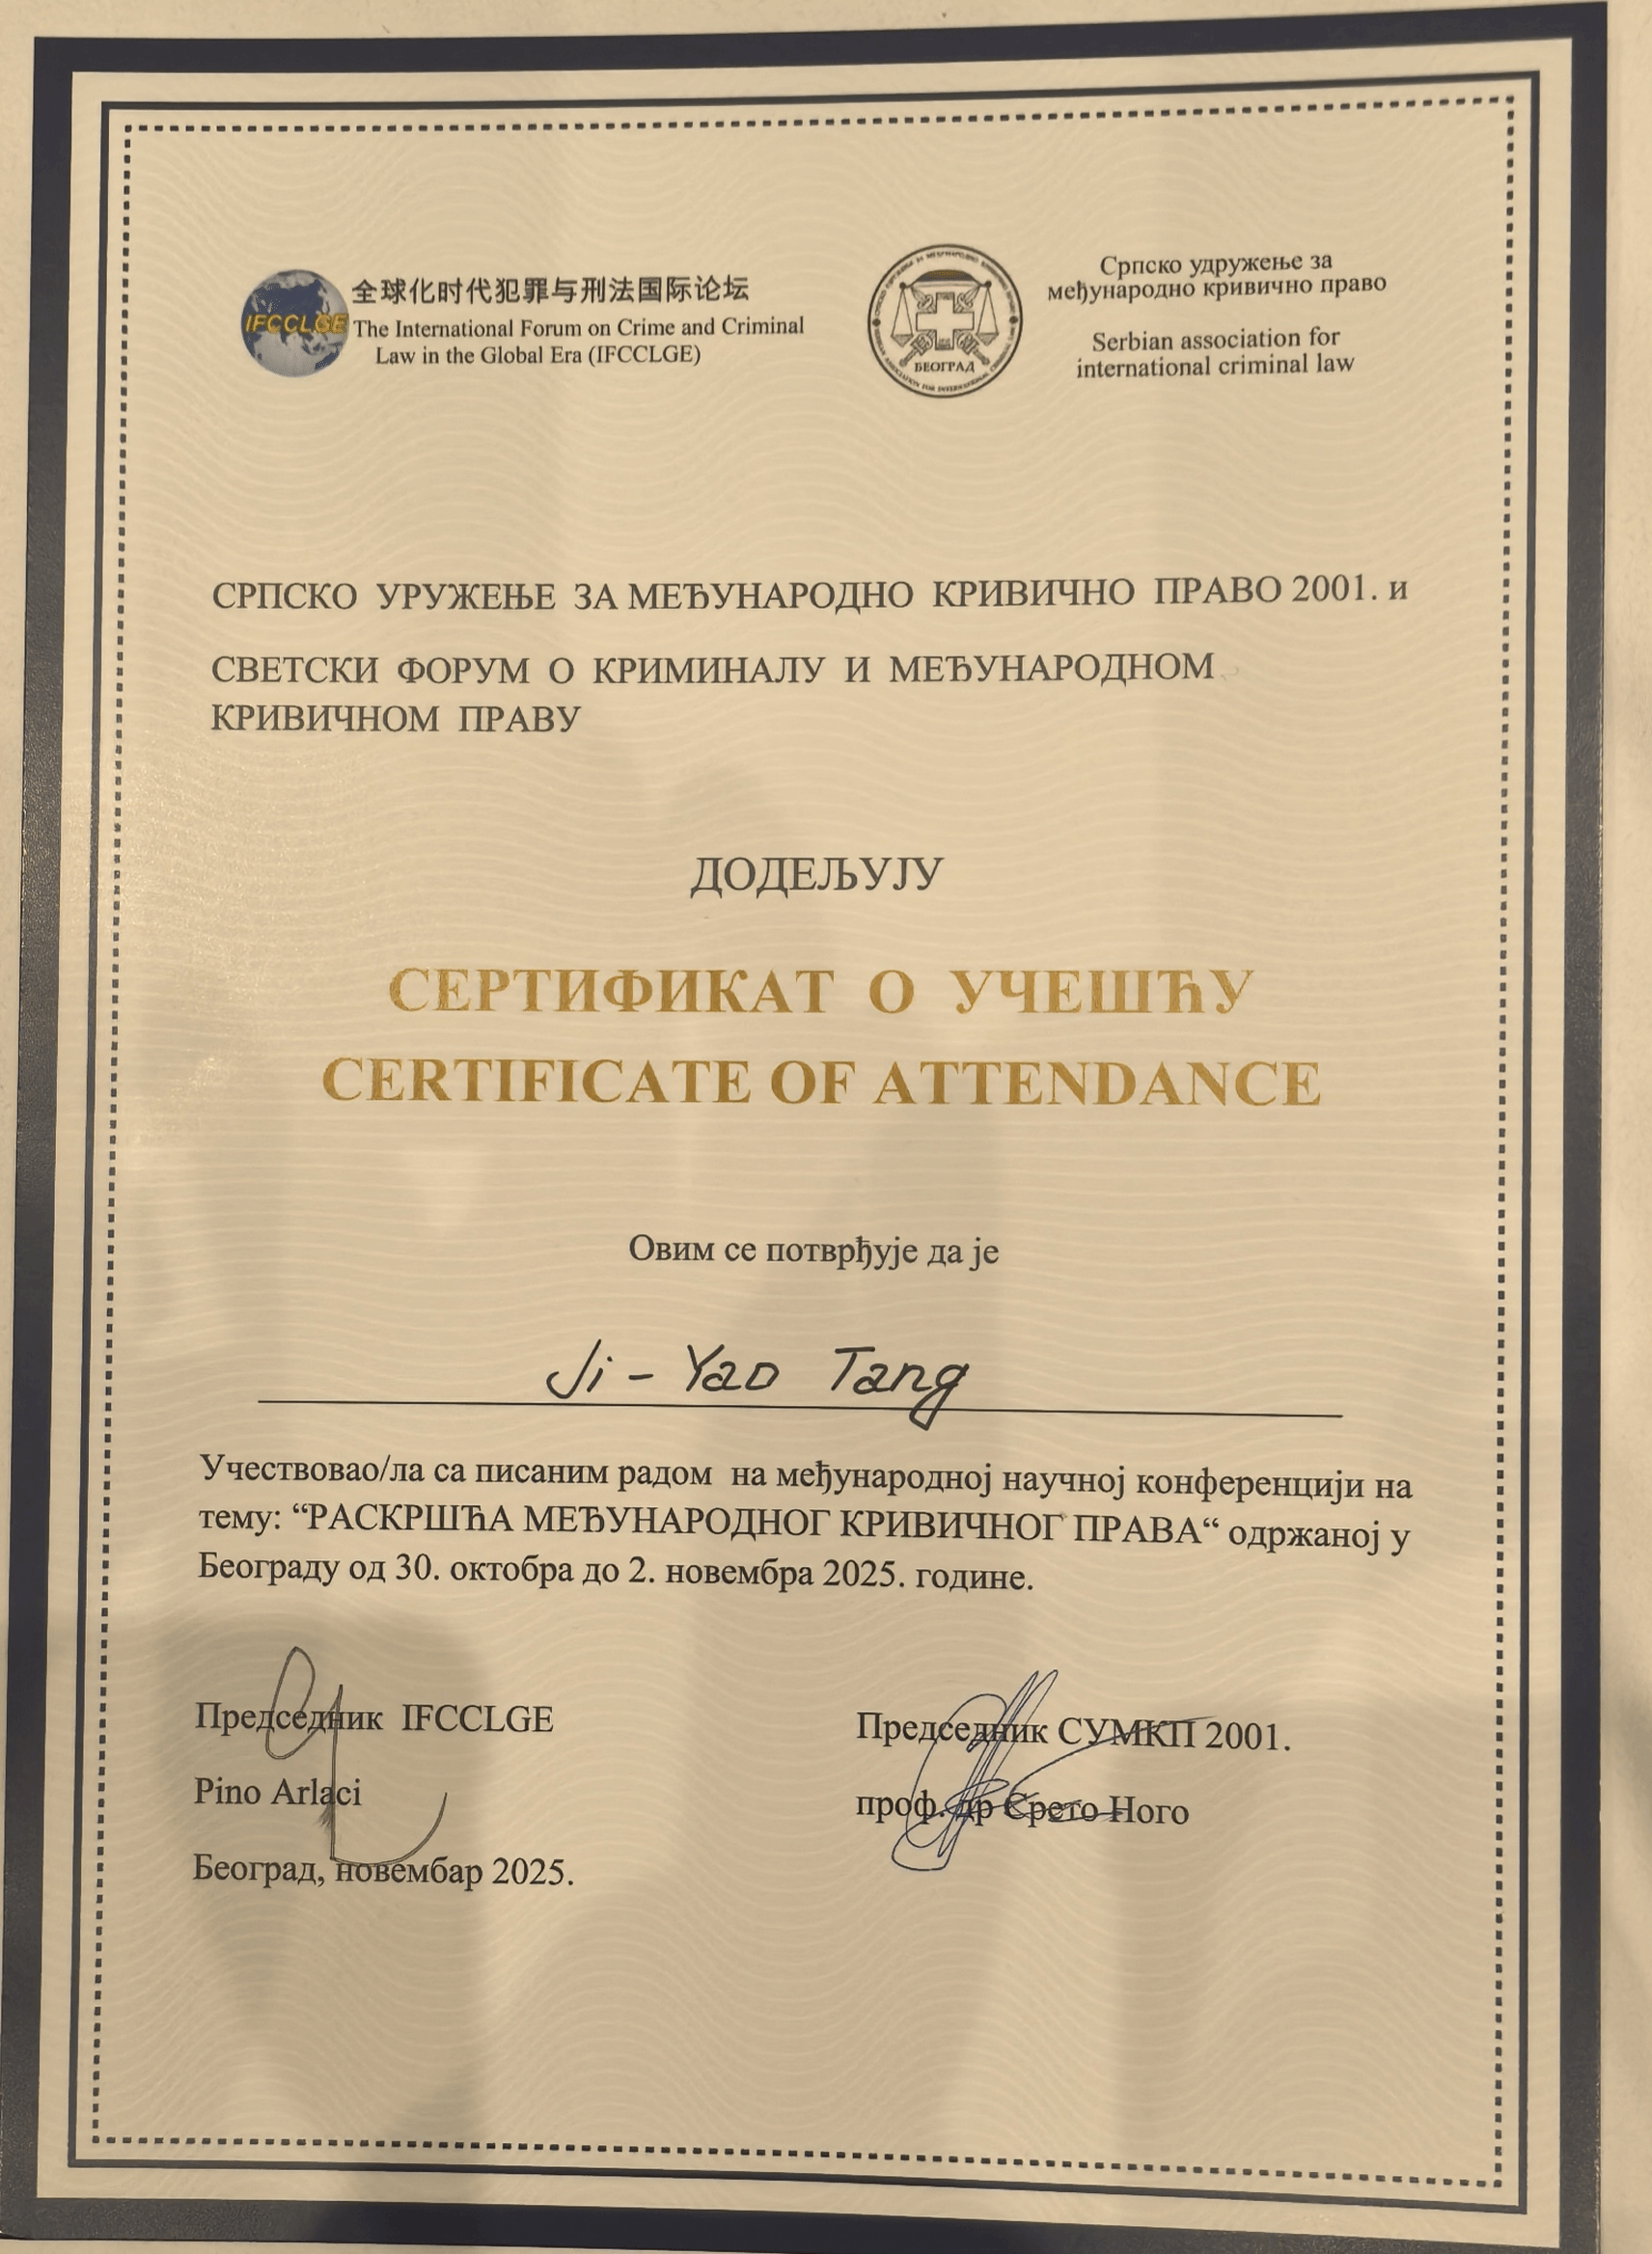 全球化时代犯罪与刑法国际论坛
IFCCLGE
The International Forum on Crime and Criminal
Law in the Global Era (IFCCLGE)
БЕОГРАД
Српско удружење за
међународно кривично право
Serbian association for
international criminal law
СРПСКО УРУЖЕЊЕ ЗА МЕЂУНАРОДНО КРИВИЧНО ПРАВО 2001. и
СВЕТСКИ ФОРУМ О КРИМИНАЛУ И МЕЂУНАРОДНОМ
КРИВИЧНОМ ПРАВУ
ДОДЕЉУЈУ
СЕРТИФИКАТ О УЧЕШЋУ
CERTIFICATE OF ATTENDANCE
Овим се потврђује да је
Ji-Yao Tang
Учествовао/ла са писаним радом на међународној научној конференцији на
тему: “РАСКРШЋА МЕЂУНАРОДНОГ КРИВИЧНОГ ПРАВА“ одржаној у
Београду од 30. октобра до 2. новембра 2025. године.
Председник IFCCLGE
Pino Arlaci
Београд, новембар 2025.
Председник СУМКП 2001.
проф. др Срето Ного